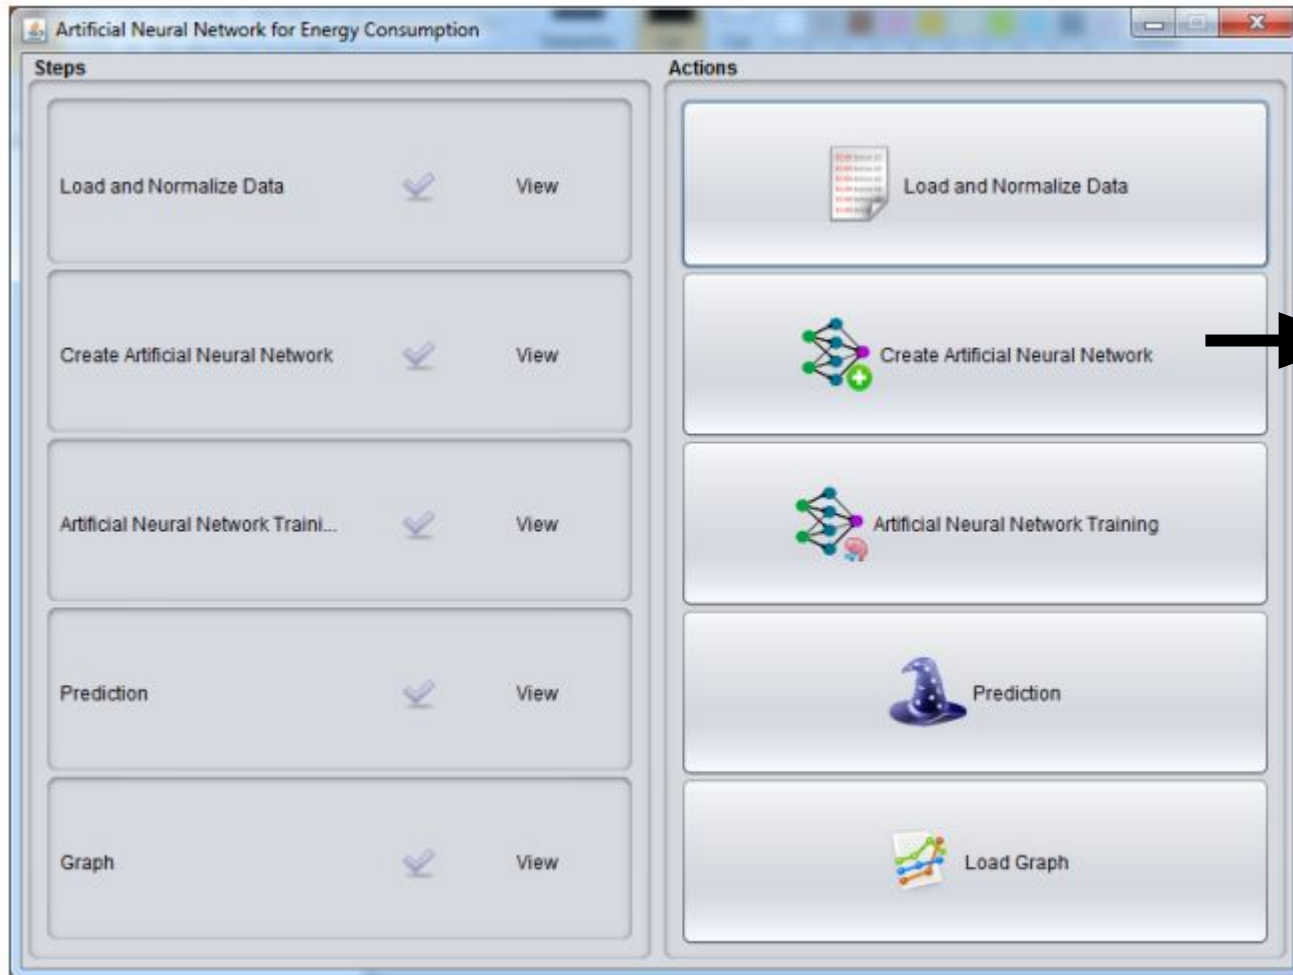 Artificial Neural Network for Energy Consumption
Steps
Actions
Load and Normalize Data View
Load and Normalize Data
Create Artificial Neural Network View
Create Artificial Neural Network
Artificial Neural Network Traini... View
Artificial Neural Network Training
Prediction View
Prediction
Graph View
Load Graph